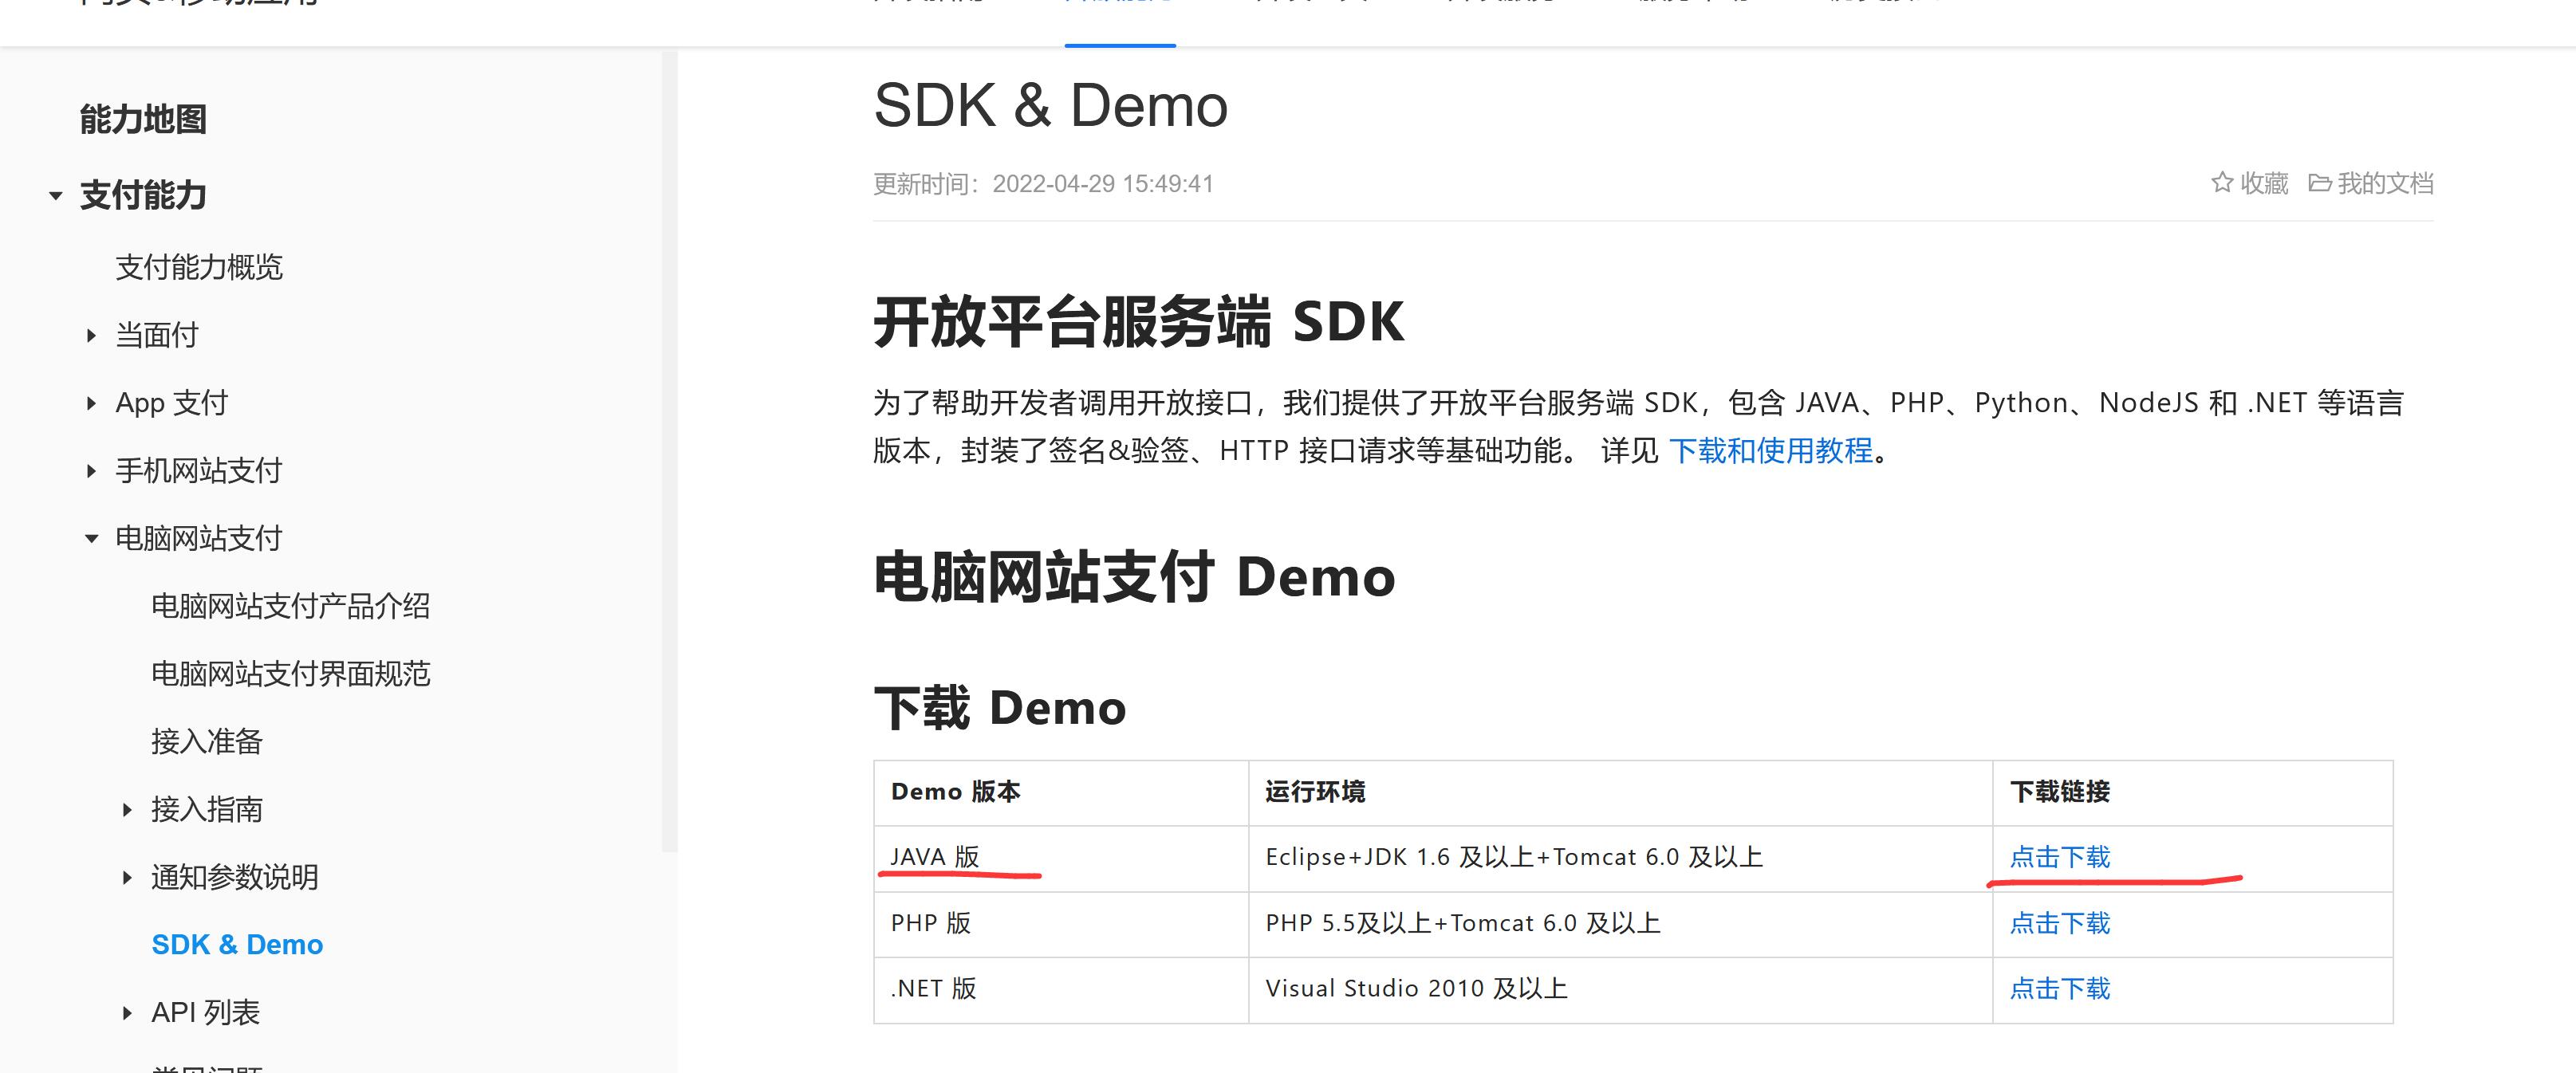 能力地图
支付能力
支付能力概览
当面付
App 支付
手机网站支付
电脑网站支付
电脑网站支付产品介绍
电脑网站支付界面规范
接入准备
接入指南
通知参数说明
SDK & Demo
API 列表
SDK & Demo
更新时间：2022-04-29 15:49:41
收藏 我的文档
开放平台服务端 SDK
为了帮助开发者调用开放接口，我们提供了开放平台服务端 SDK，包含 JAVA、PHP、Python、NodeJS 和 .NET 等语言
版本，封装了签名&验签、HTTP 接口请求等基础功能。 详见 下载和使用教程。
电脑网站支付 Demo
下载 Demo
Demo 版本 运行环境 下载链接
JAVA 版 Eclipse+JDK 1.6 及以上+Tomcat 6.0 及以上 点击下载
PHP 版 PHP 5.5及以上+Tomcat 6.0 及以上 点击下载
.NET 版 Visual Studio 2010 及以上 点击下载